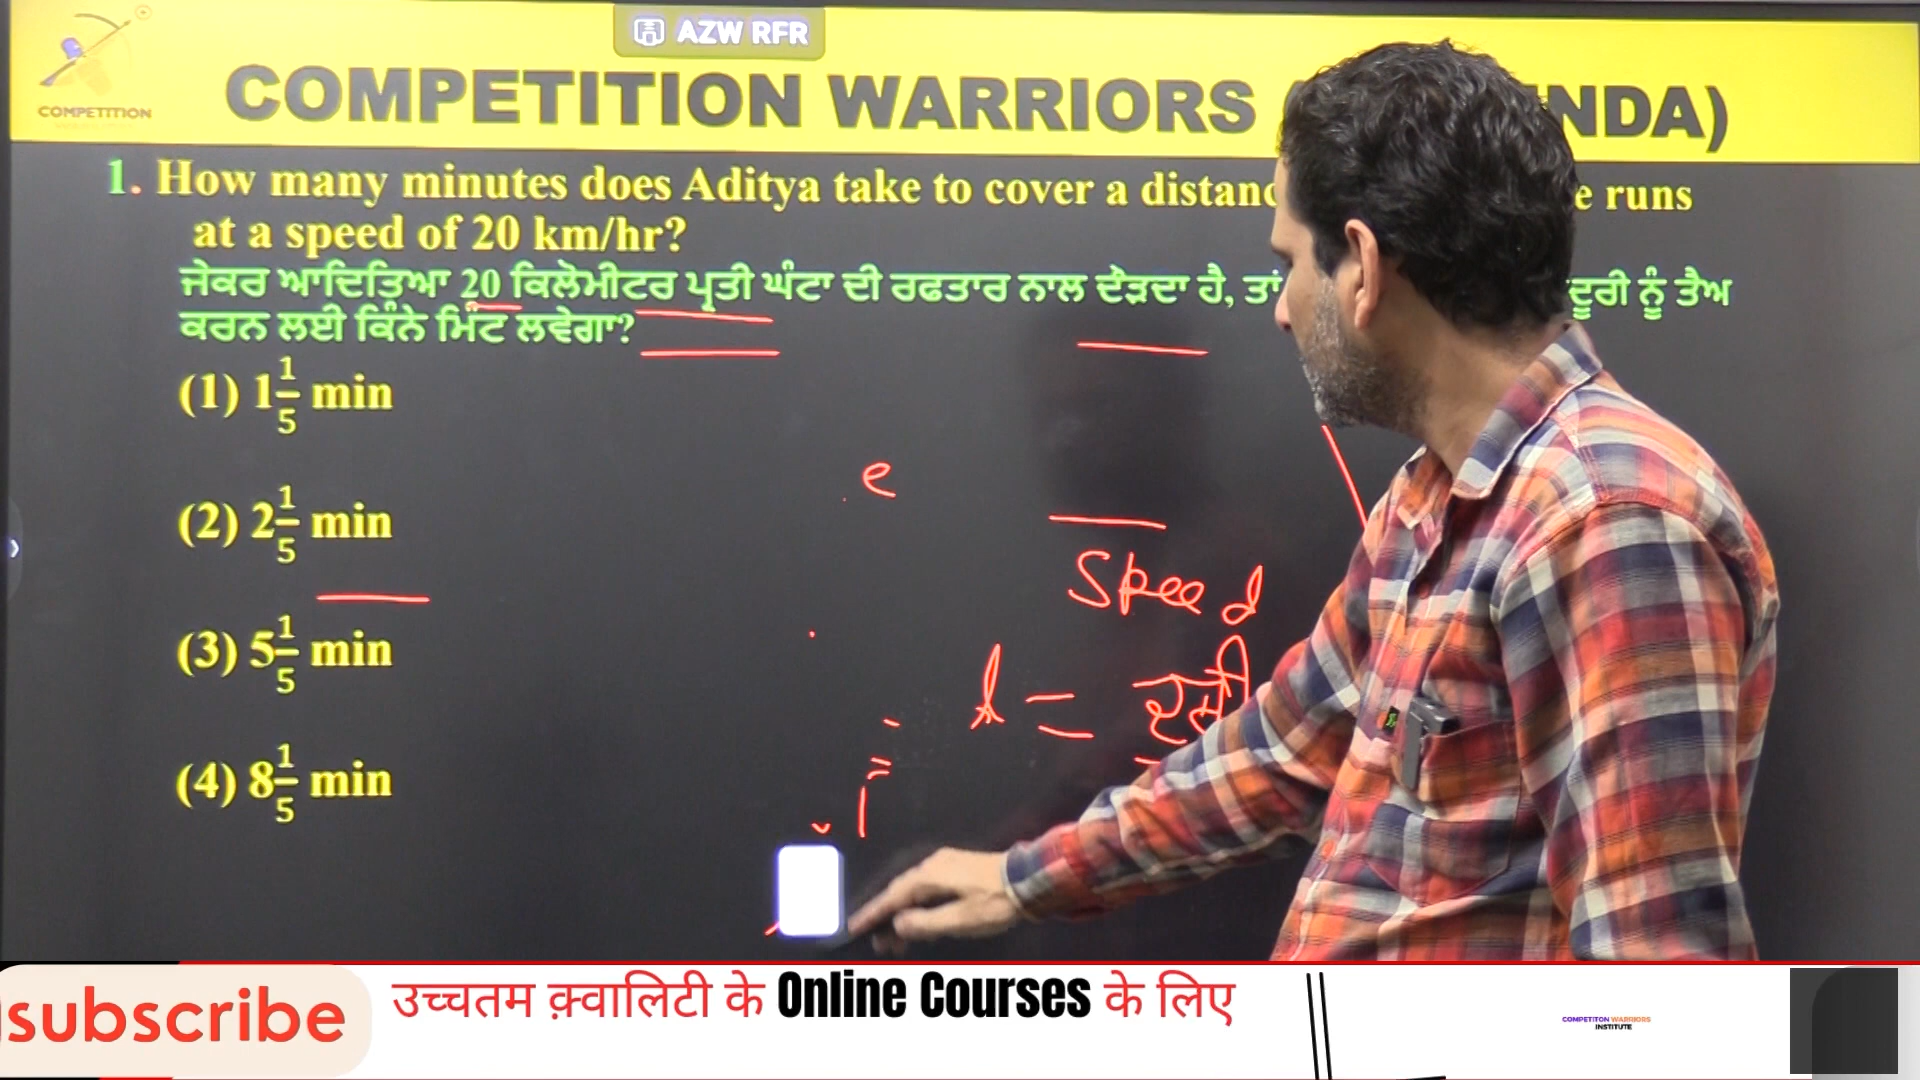 AZW RFR
COMPETITION WARRIORS
NDA)
COMPETITION
1. How many minutes does Aditya take to cover a
e runs
at a speed of 20 km/hr?
ਜੇਕਰ ਆਦਿਤਿਆ 20 ਕਿਲੋਮੀਟਰ ਪ੍ਰਤੀ ਘੰਟਾ ਦੀ ਰਫਤਾਰ ਨਾਲ ਦੌੜਦਾ ਹੈ, ਤਾਂ
ਦੂਰੀ ਨੂੰ ਤੈਅ
ਕਰਨ ਲਈ ਕਿੰਨੇ ਮਿੰਟ ਲਵੇਗਾ?
(1) 1 1/5 min
(2) 2 1/5 min
(3) 5 1/5 min
(4) 8 1/5 min
e
Speed
=
subscribe
उच्चतम क़्वालिटी के Online Courses के लिए
COMPETITON WARRIORS
INSTITUTE